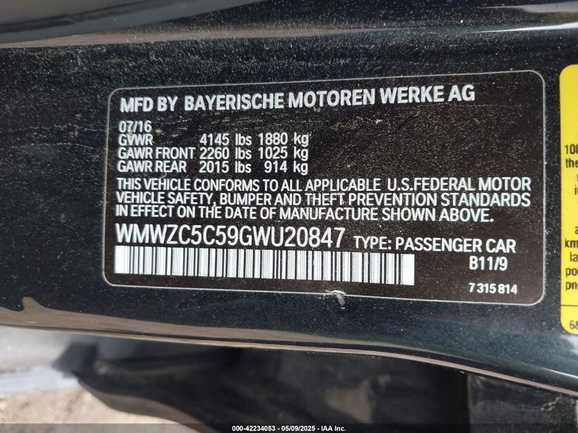 MFD BY BAYERISCHE MOTOREN WERKE AG
07/16
GVWR 4145 lbs 1880 kg
GAWR FRONT 2260 lbs 1025 kg
GAWR REAR 2015 lbs 914 kg
THIS VEHICLE CONFORMS TO ALL APPLICABLE U.S.FEDERAL MOTOR
VEHICLE SAFETY, BUMPER AND THEFT PREVENTION STANDARDS
IN EFFECT ON THE DATE OF MANUFACTURE SHOWN ABOVE.
WMWZC5C59GWU20847 TYPE: PASSENGER CAR
B11/9
7 315 814
000-42234053 - 05/09/2025 - IAA Inc.